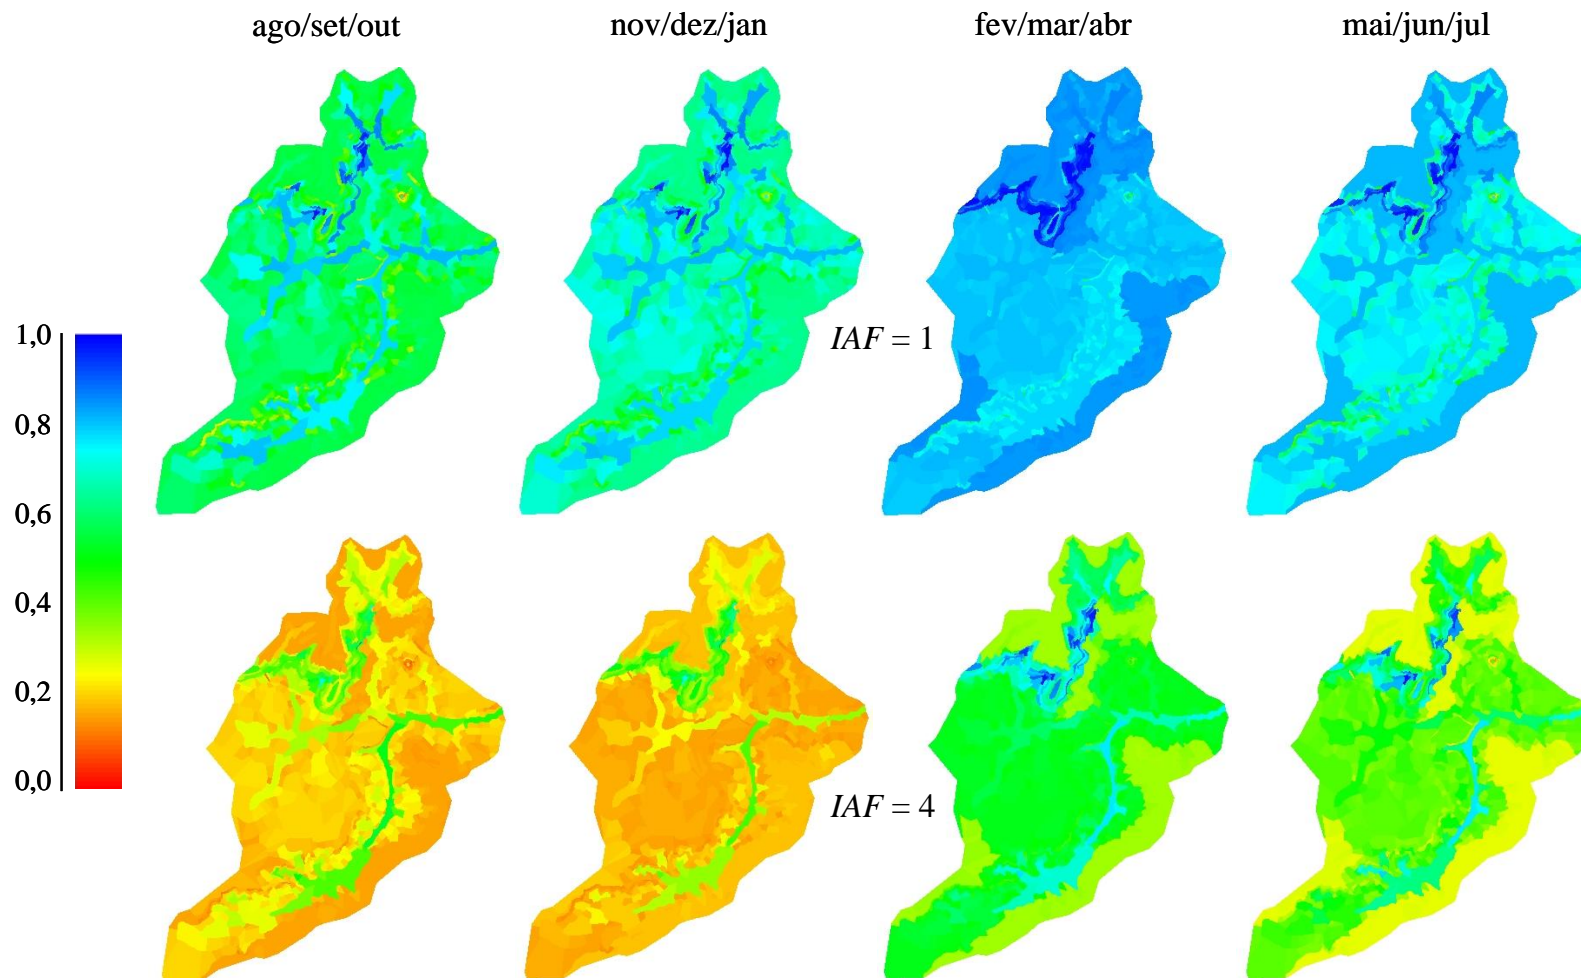 ago/set/out
nov/dez/jan
fev/mar/abr
mai/jun/jul
1,0
0,8
0,6
0,4
0,2
0,0
IAF = 1
IAF = 4